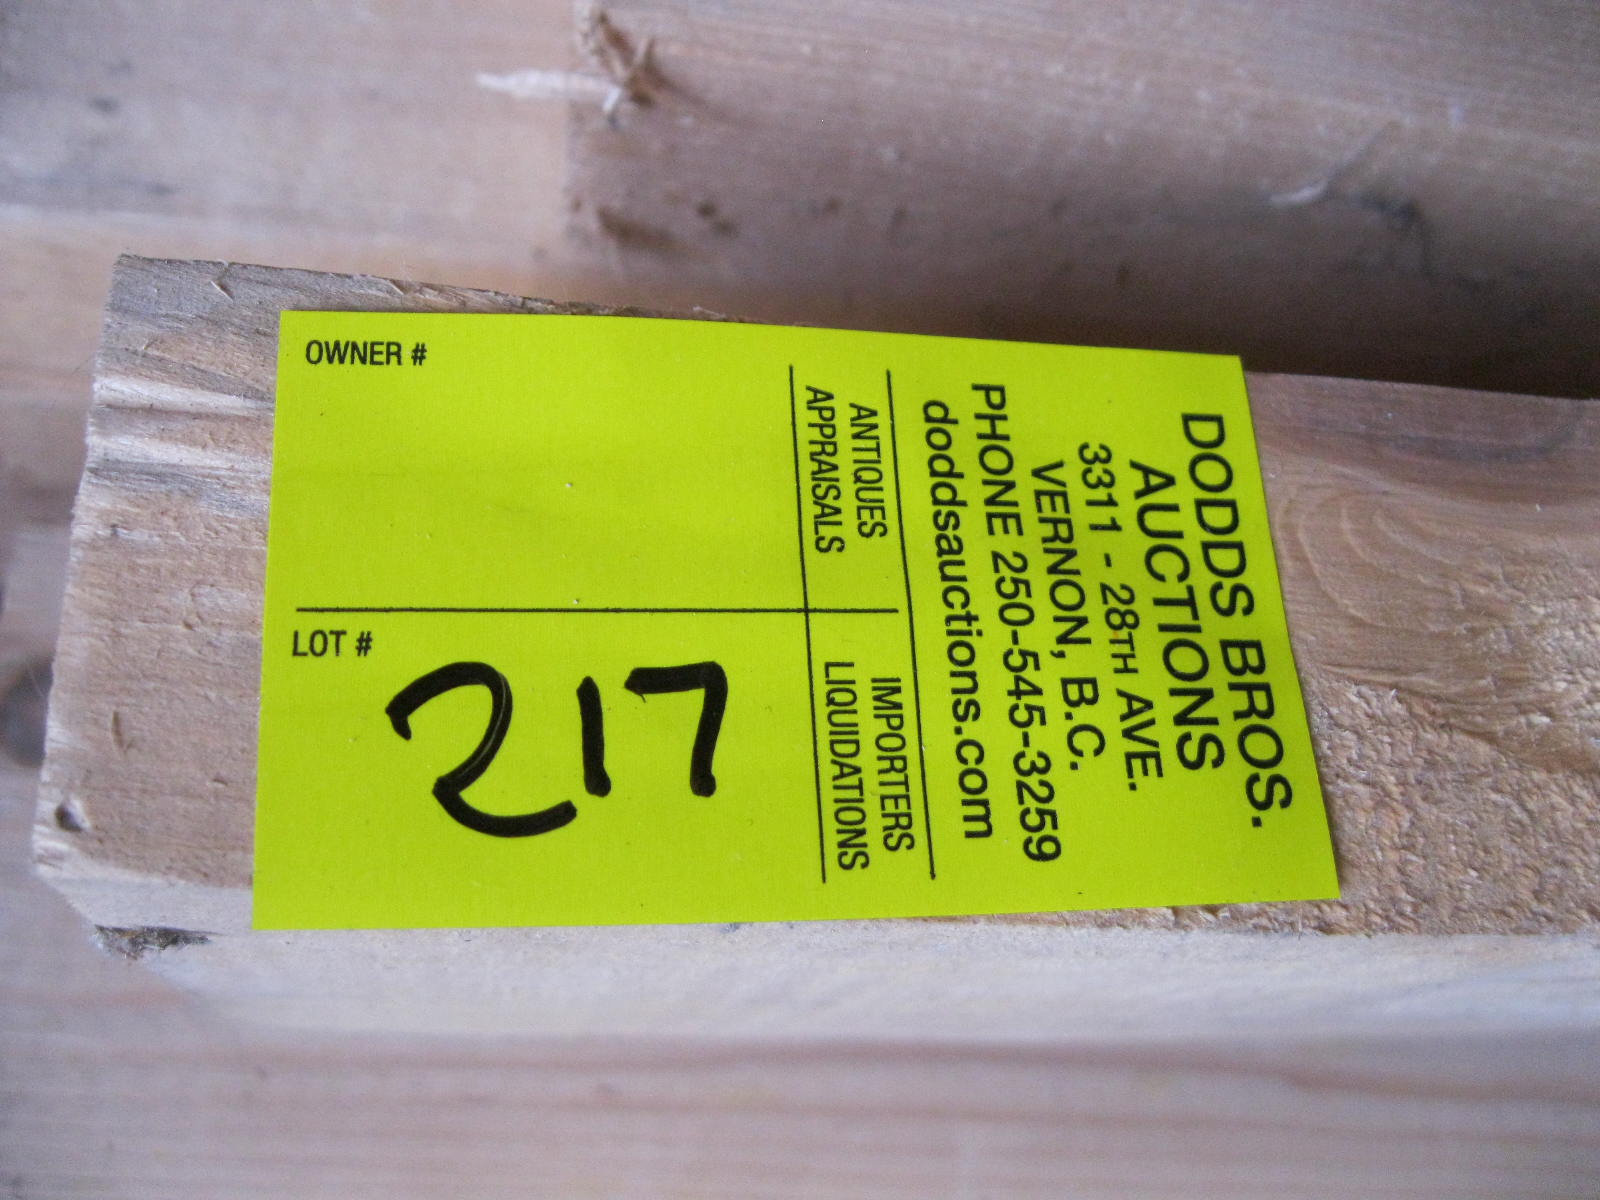 DODDS BROS.
AUCTIONS
3311 - 28TH AVE.
VERNON, B.C.
PHONE 250-545-3259
doddsauctions.com
ANTIQUES
APPRAISALS
IMPORTERS
LIQUIDATIONS
OWNER #
LOT #
217